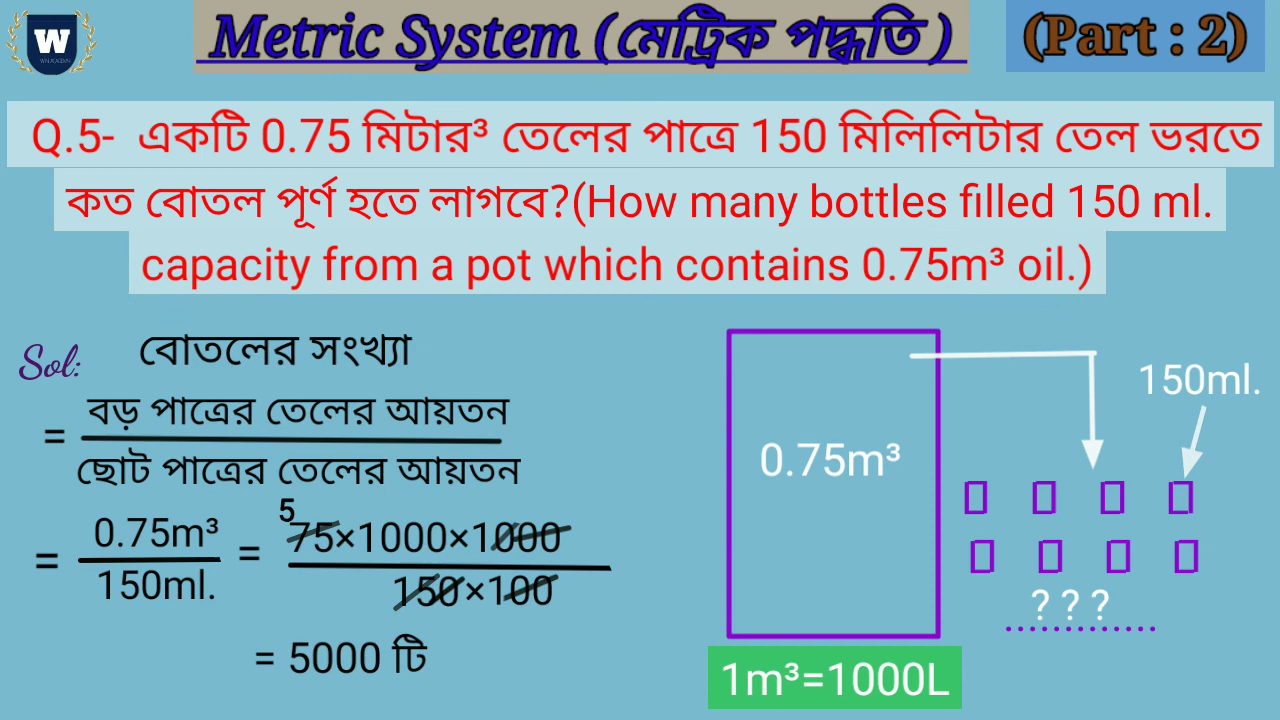 W
Metric System (মেট্রিক পদ্ধতি ) (Part : 2)
Q.5- একটি 0.75 মিটার³ তেলের পাত্রে 150 মিলিলিটার তেল ভরতে
কত বোতল পূর্ণ হতে লাগবে?(How many bottles filled 150 ml.
capacity from a pot which contains 0.75m³ oil.)
Sol: বোতলের সংখ্যা
= বড় পাত্রের তেলের আয়তন
ছোট পাত্রের তেলের আয়তন
= 0.75m³
150ml.
= 5
75×1000×1000
150×100
= 5000 টি
0.75m³
150ml.
? ? ?
1m³=1000L